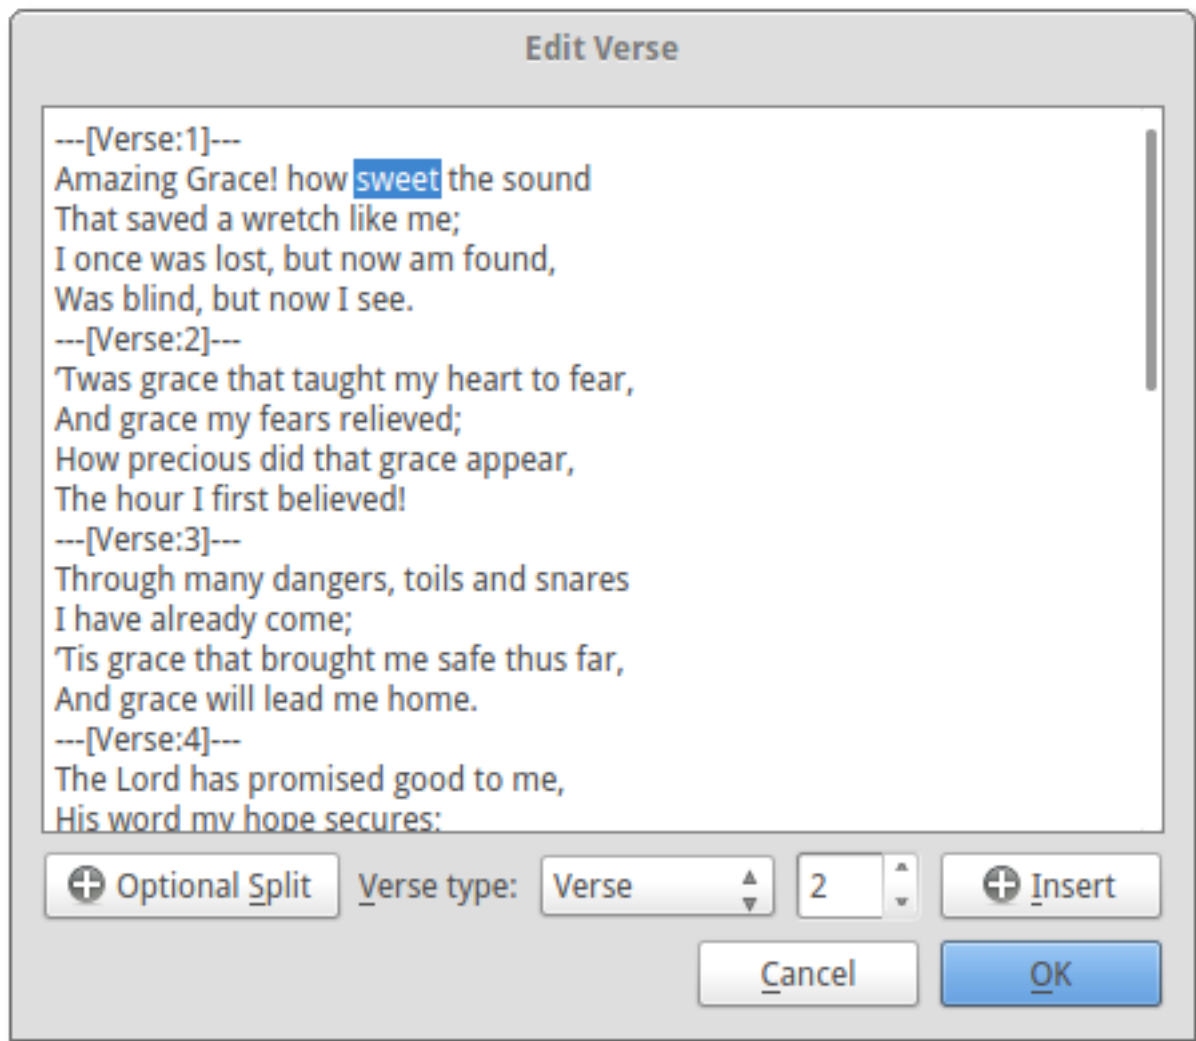 Edit Verse
---[Verse:1]---
Amazing Grace! how sweet the sound
That saved a wretch like me;
I once was lost, but now am found,
Was blind, but now I see.
---[Verse:2]---
'Twas grace that taught my heart to fear,
And grace my fears relieved;
How precious did that grace appear,
The hour I first believed!
---[Verse:3]---
Through many dangers, toils and snares
I have already come;
'Tis grace that brought me safe thus far,
And grace will lead me home.
---[Verse:4]---
The Lord has promised good to me,
His word my hope secures;
Optional Split Verse type: Verse 2 Insert
Cancel OK